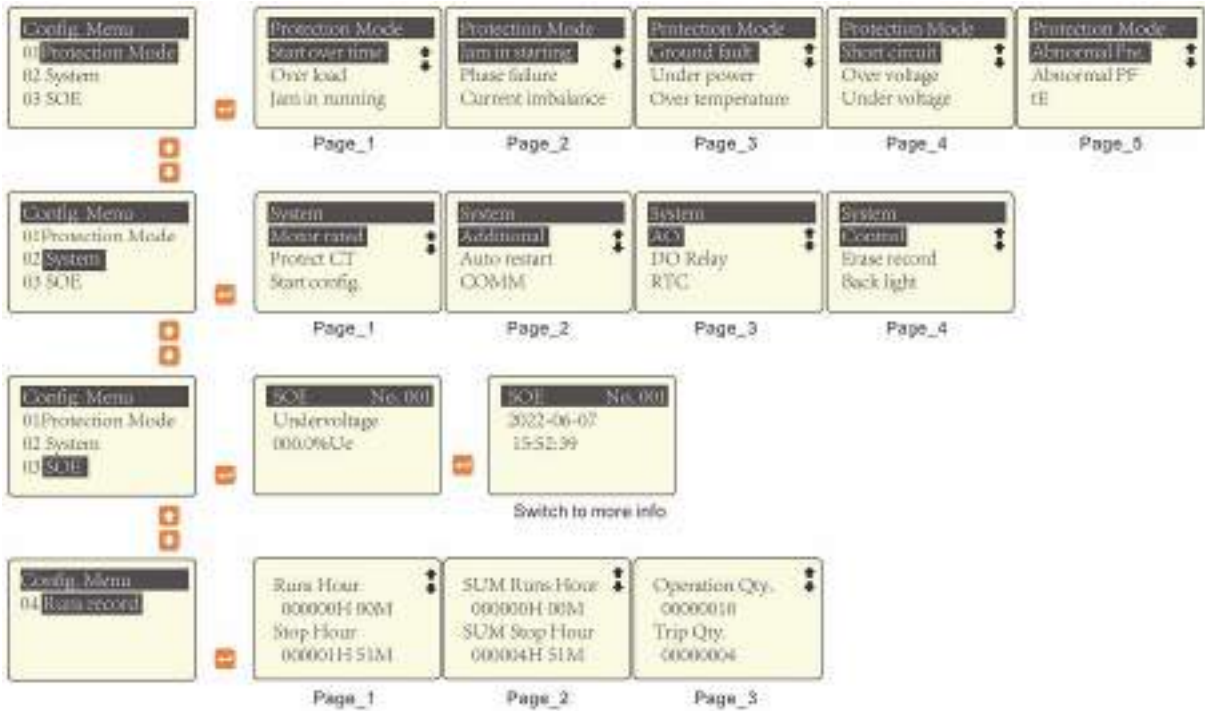 Config. Menu
01 Protection Mode
02 System
03 SOE
Protection Mode
Start over time
Over load
Jam in running
Page_1
Protection Mode
Jam in starting
Phase failure
Current imbalance
Page_2
Protection Mode
Ground fault
Under power
Over temperature
Page_3
Protection Mode
Short circuit
Over voltage
Under voltage
Page_4
Protection Mode
Abnormal Fre.
Abnormal PF
tE
Page_5
Config. Menu
01Protection Mode
02 System
03 SOE
System
Motor rated
Protect CT
Start config.
Page_1
System
Additional
Auto restart
COMM
Page_2
System
AO
DO Relay
RTC
Page_3
System
Control
Erase record
Back light
Page_4
Config. Menu
01Protection Mode
02 System
03 SOE
SOE No. 001
Undervoltage
000.0%Ue
SOE No. 001
2022-06-07
15:52:39
Switch to more info
Config. Menu
04 Runs record
Runs Hour
000000H 00M
Stop Hour
000001H 51M
Page_1
SUM Runs Hour
000000H 00M
SUM Stop Hour
000004H 51M
Page_2
Operation Qty.
00000010
Trip Qty.
00000004
Page_3